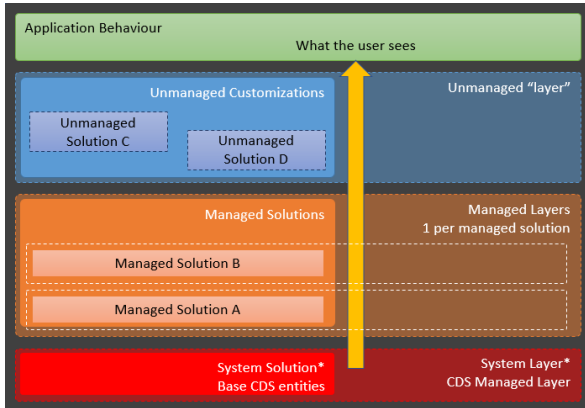 Application Behaviour
What the user sees
Unmanaged Customizations
Unmanaged "layer"
Unmanaged
Solution C
Unmanaged
Solution D
Managed Solutions
Managed Layers
1 per managed solution
Managed Solution B
Managed Solution A
System Solution*
Base CDS entities
System Layer*
CDS Managed Layer